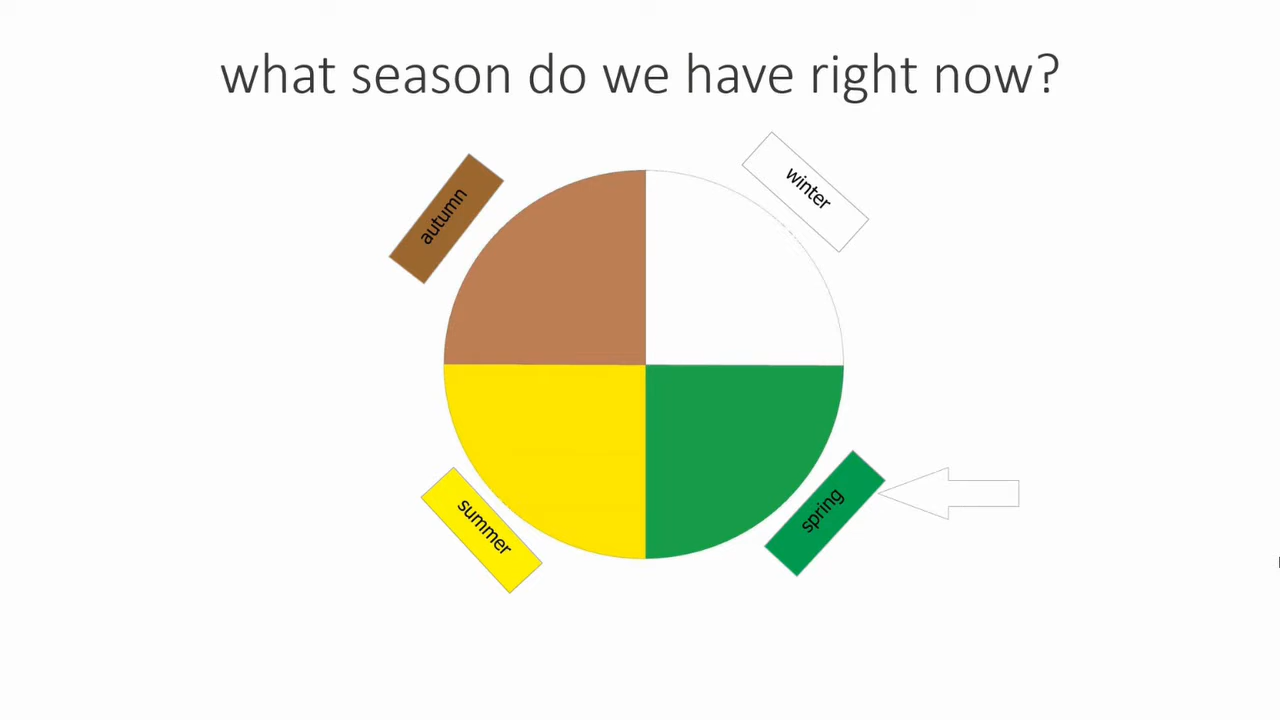 what season do we have right now?
autumn
winter
summer
spring